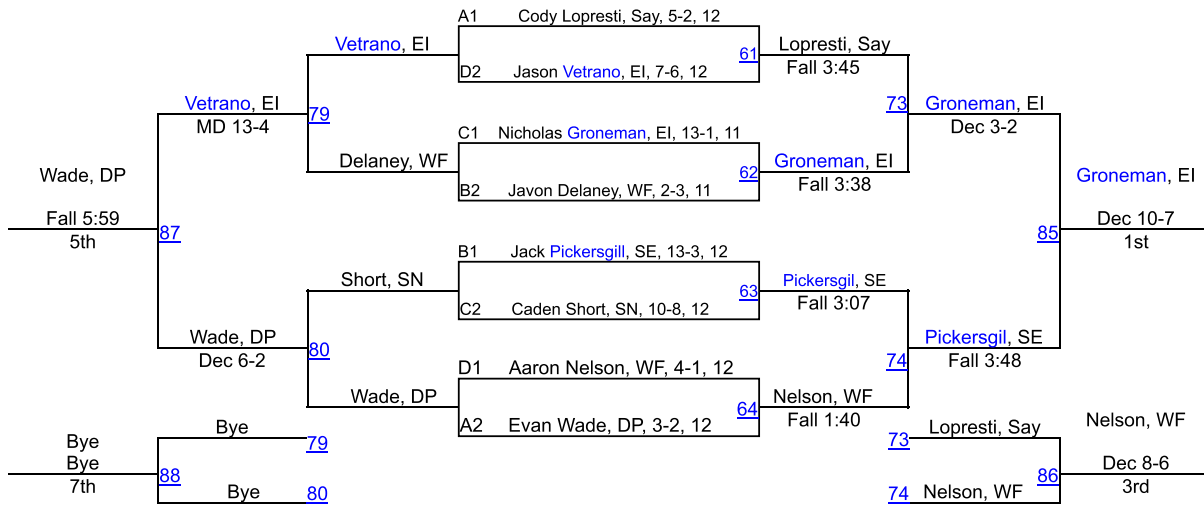 A1 Cody Lopresti, Say, 5-2, 12
Vetrano, EI
61
Lopresti, Say
D2 Jason Vetrano, EI, 7-6, 12
Fall 3:45
Vetrano, EI
79
73
Groneman, EI
MD 13-4
Dec 3-2
C1 Nicholas Groneman, EI, 13-1, 11
Delaney, WF
62
Groneman, EI
B2 Javon Delaney, WF, 2-3, 11
Fall 3:38
Wade, DP
Groneman, EI
Fall 5:59
87
85
Dec 10-7
5th
1st
B1 Jack Pickersgill, SE, 13-3, 12
Short, SN
63
Pickersgil, SE
C2 Caden Short, SN, 10-8, 12
Fall 3:07
Wade, DP
80
74
Pickersgil, SE
Dec 6-2
Fall 3:48
D1 Aaron Nelson, WF, 4-1, 12
Wade, DP
64
Nelson, WF
A2 Evan Wade, DP, 3-2, 12
Fall 1:40
Bye
79
73
Lopresti, Say
Nelson, WF
Bye
Bye
88
86
Dec 8-6
7th
3rd
Bye
80
74
Nelson, WF